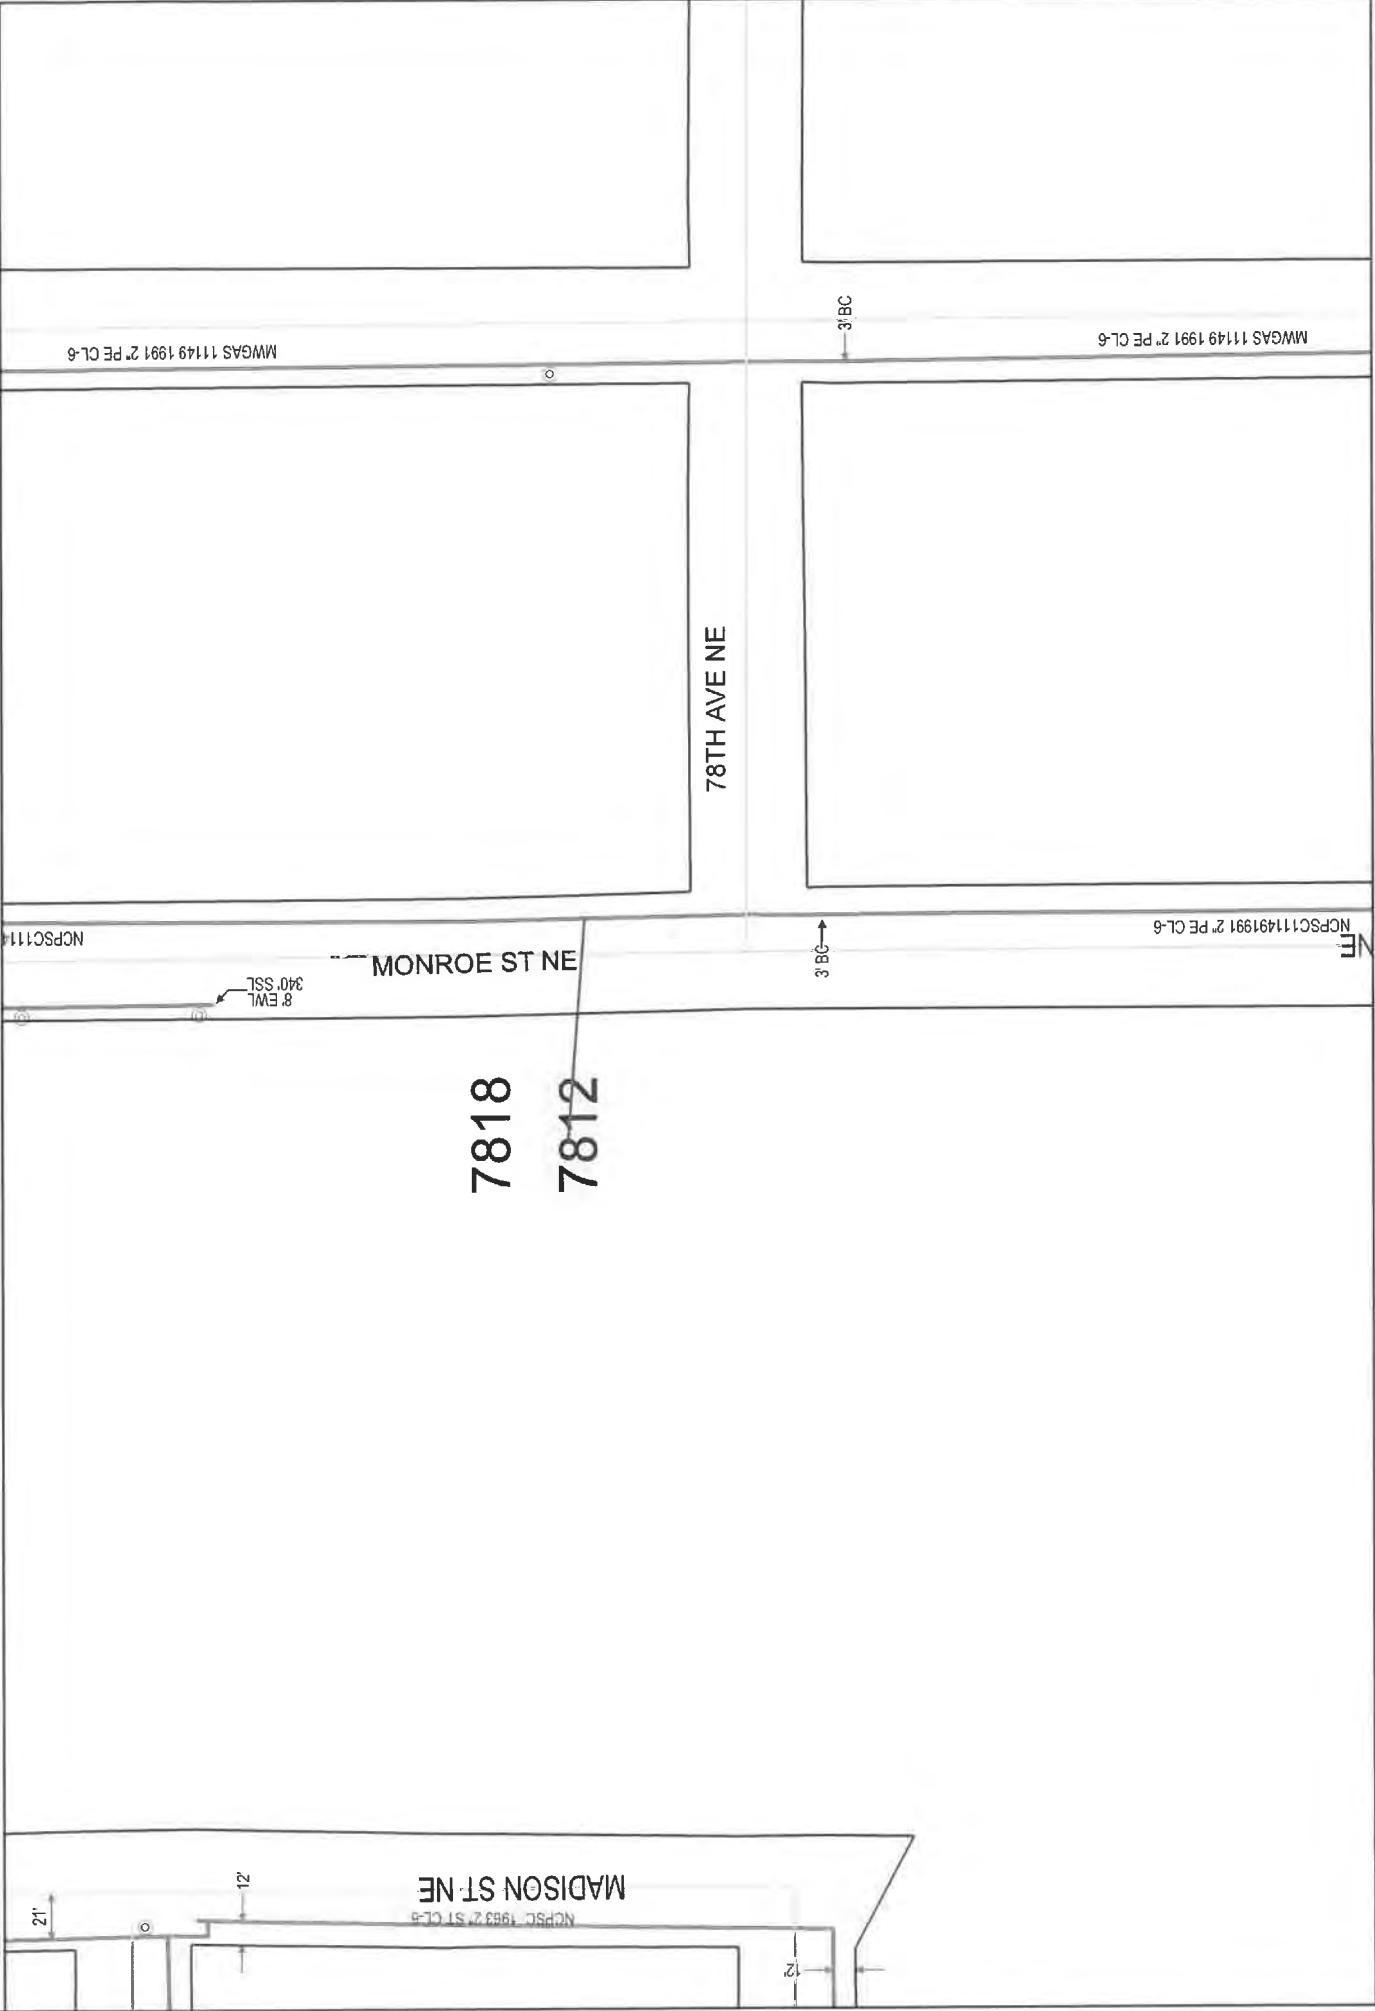 MWGAS 11149 1991 2" PE CL-6
3' BC
MWGAS 11149 1991 2" PE CL-6
78TH AVE NE
NCPSC1114
MONROE ST NE
3' BC
NCPSC111491991 2" PE CL-6
NE
8' EWL
340' SSL
7818
7812
21'
12'
MADISON ST NE
NCPSC 1963 2" ST CL-6
12'